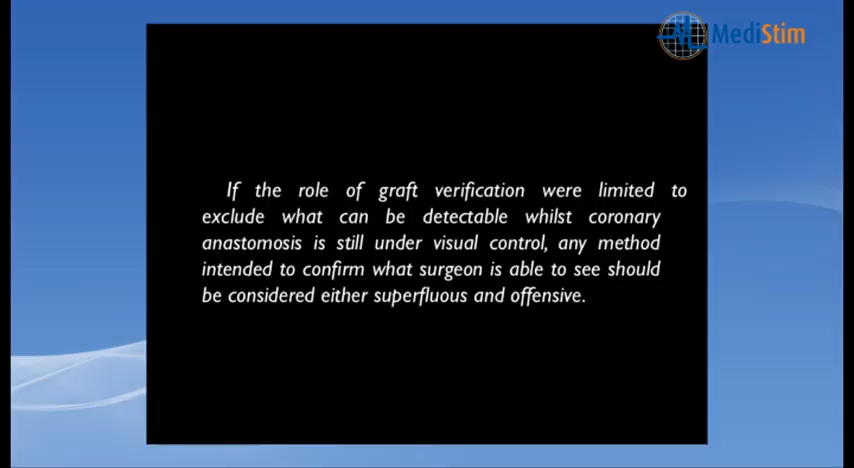 MediStim
If the role of graft verification were limited to
exclude what can be detectable whilst coronary
anastomosis is still under visual control, any method
intended to confirm what surgeon is able to see should
be considered either superfluous and offensive.